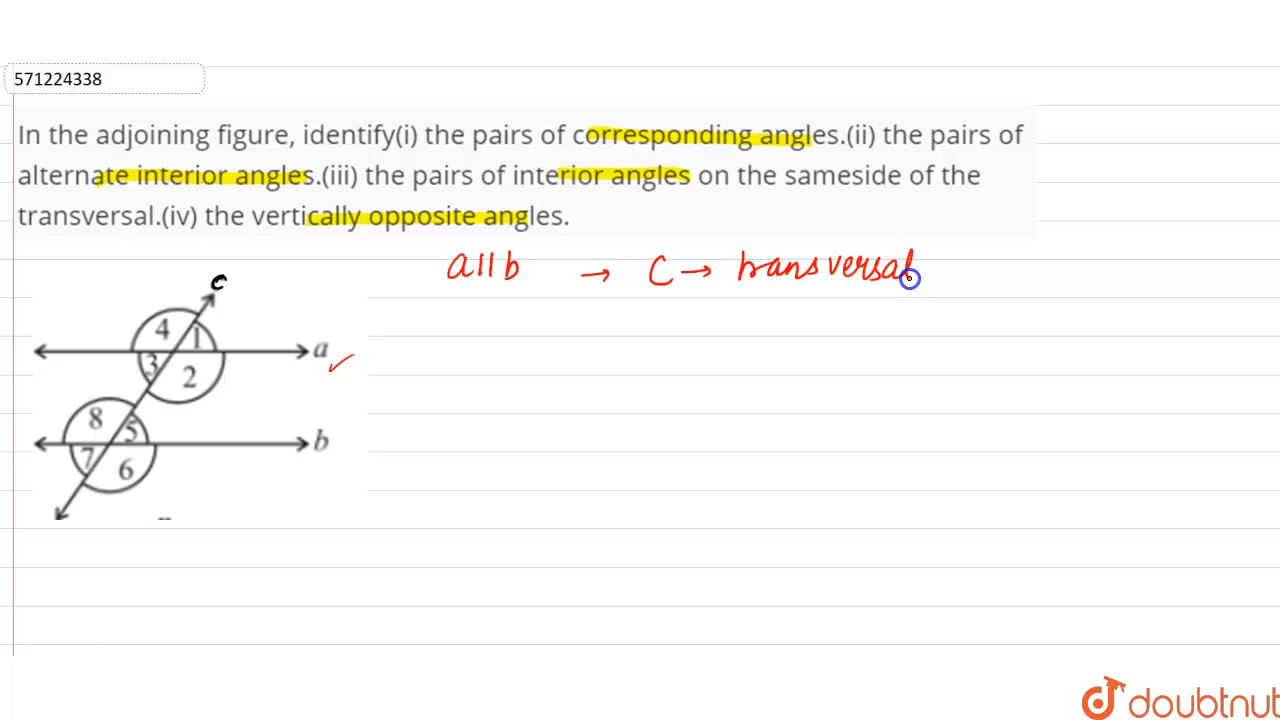 571224338
In the adjoining figure, identify(i) the pairs of corresponding angles.(ii) the pairs of
alternate interior angles.(iii) the pairs of interior angles on the sameside of the
transversal.(iv) the vertically opposite angles.
a||b → C → transversal
c
4 1
a
3 2
8 5
b
7 6
doubtnut